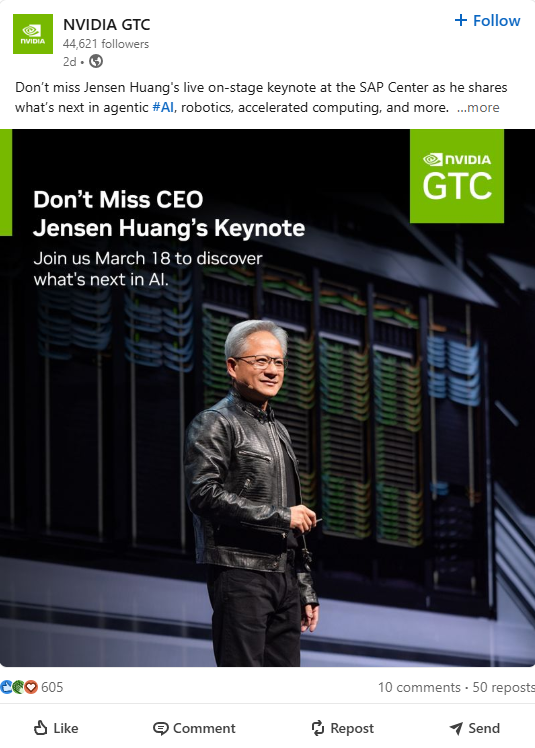 NVIDIA GTC
+ Follow
44,621 followers
2d •
NVIDIA
Don't miss Jensen Huang's live on-stage keynote at the SAP Center as he shares
what's next in agentic #AI, robotics, accelerated computing, and more. ...more
NVIDIA
GTC
Don't Miss CEO
Jensen Huang's Keynote
Join us March 18 to discover
what's next in AI.
605
10 comments • 50 reposts
Like
Comment
Repost
Send